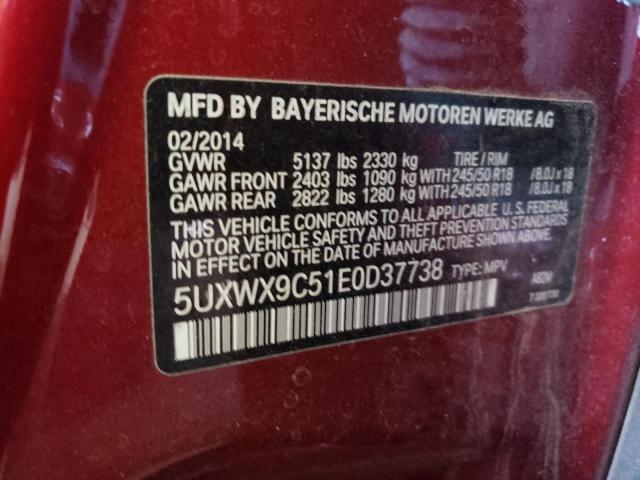 MFD BY BAYERISCHE MOTOREN WERKE AG
02/2014
GVWR 5137 lbs 2330 kg TIRE / RIM
GAWR FRONT 2403 lbs 1090 kg WITH 245/50 R18 /8.0J x 18
GAWR REAR 2822 lbs 1280 kg WITH 245/50 R18 /8.0J x 18
THIS VEHICLE CONFORMS TO ALL APPLICABLE U.S. FEDERAL
MOTOR VEHICLE SAFETY AND THEFT PREVENTION STANDARDS
IN EFFECT ON THE DATE OF MANUFACTURE SHOWN ABOVE.
5UXWX9C51E0D37738 TYPE: MPV